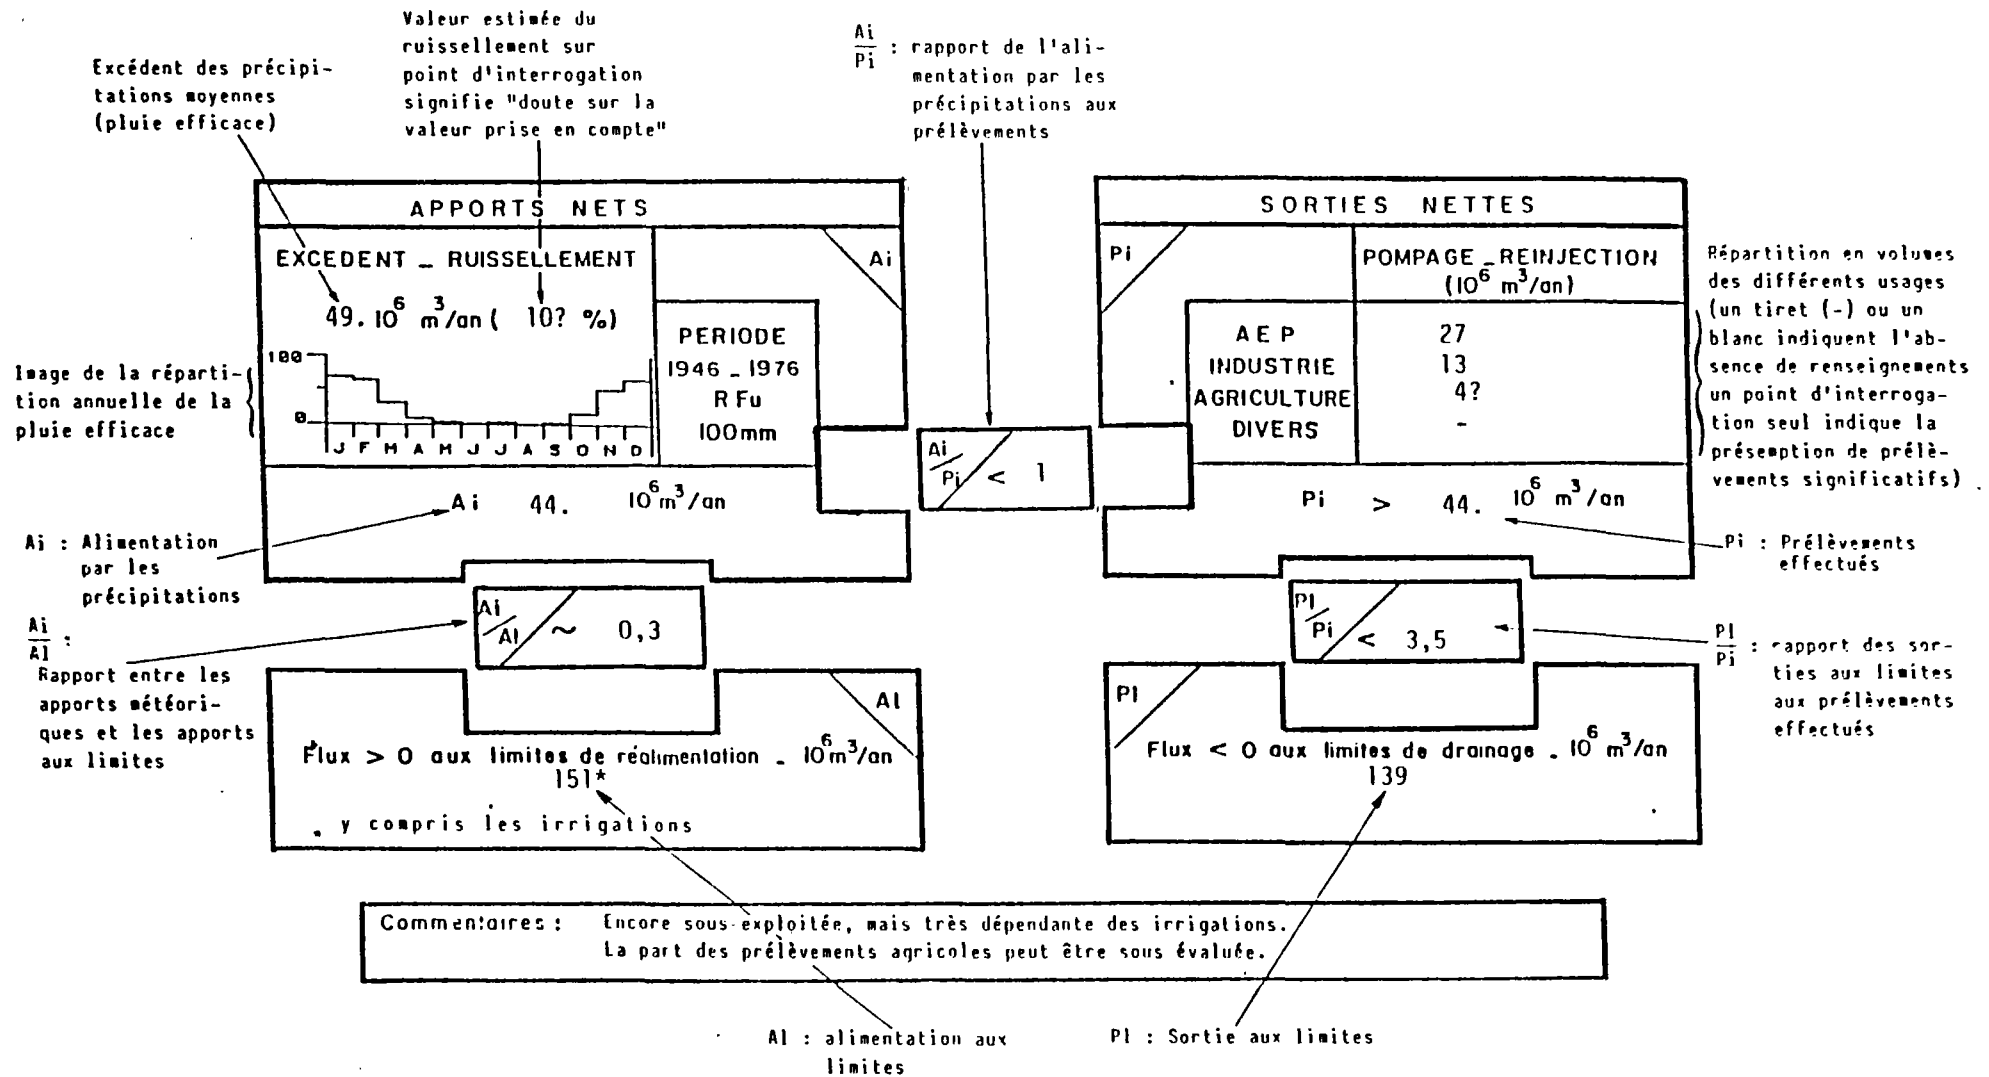 Valeur estimée du
ruissellement sur
point d'interrogation
signifie "doute sur la
valeur prise en compte"
Excédent des précipi-
tations moyennes
(pluie efficace)
Ai
Pi
: rapport de l'ali-
mentation par les
précipitations aux
prélèvements
APPORTS NETS
EXCEDENT _ RUISSELLEMENT
49. 10⁶ m³/an ( 10? %)
100
0
J F M A M J J A S O N D
Ai
PERIODE
1946 _ 1976
R Fu
100mm
Ai 44. 10⁶ m³/an
Image de la réparti-
tion annuelle de la
pluie efficace
Ai : Alimentation
par les
précipitations
Ai/Pi < 1
SORTIES NETTES
Pi
POMPAGE _ REINJECTION
(10⁶ m³/an)
AEP 27
INDUSTRIE 13
AGRICULTURE 4?
DIVERS -
Pi > 44. 10⁶ m³/an
Répartition en volumes
des différents usages
(un tiret (-) ou un
blanc indiquent l'ab-
sence de renseignements
un point d'interroga-
tion seul indique la
présemption de prélè-
vements significatifs)
Pi : Prélèvements
effectués
Ai/Al ~ 0,3
Ai
Al
:
Rapport entre les
apports météori-
ques et les apports
aux limites
Pl/Pi < 3,5
Pl
Pi
: rapport des sor-
ties aux limites
aux prélèvements
effectués
Al
Flux > 0 aux limites de réalimentation _ 10⁶ m³/an
151*
y compris les irrigations
Pl
Flux < 0 aux limites de drainage _ 10⁶ m³/an
139
Commentaires : Encore sous-exploitée, mais très dépendante des irrigations.
La part des prélèvements agricoles peut être sous évaluée.
Al : alimentation aux
limites
Pl : Sortie aux limites